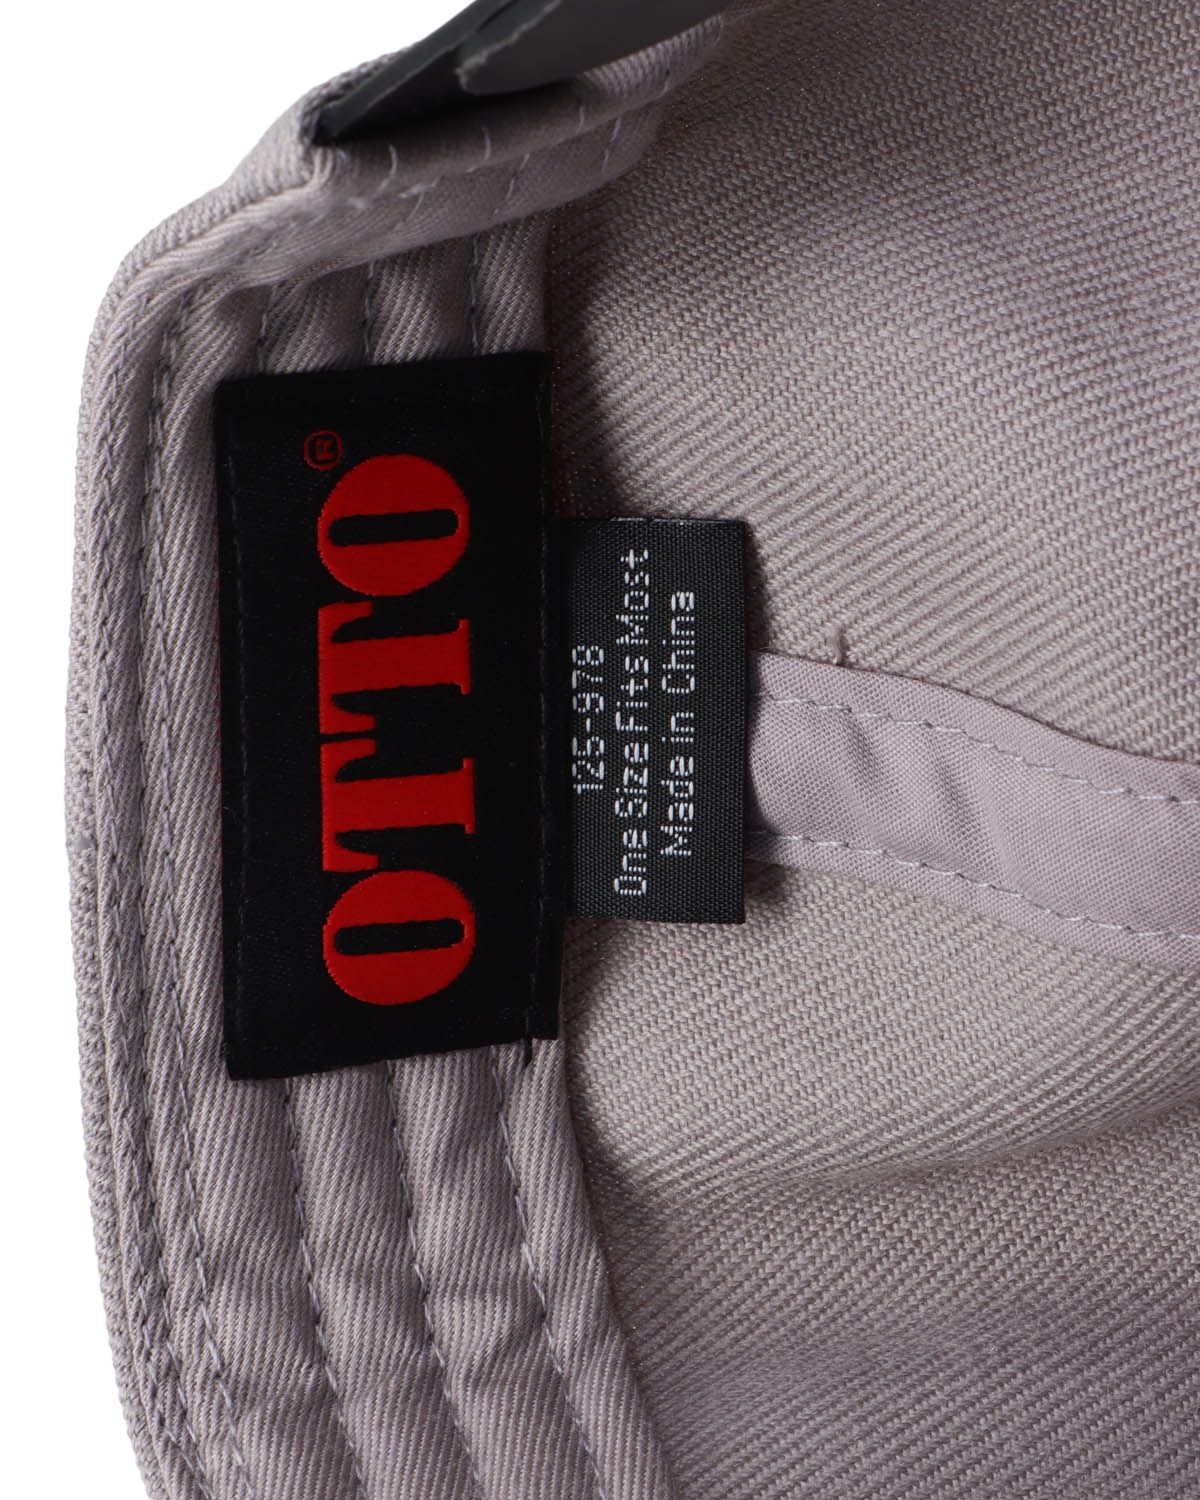 OTTO®
125-978
One Size Fits Most
Made in China